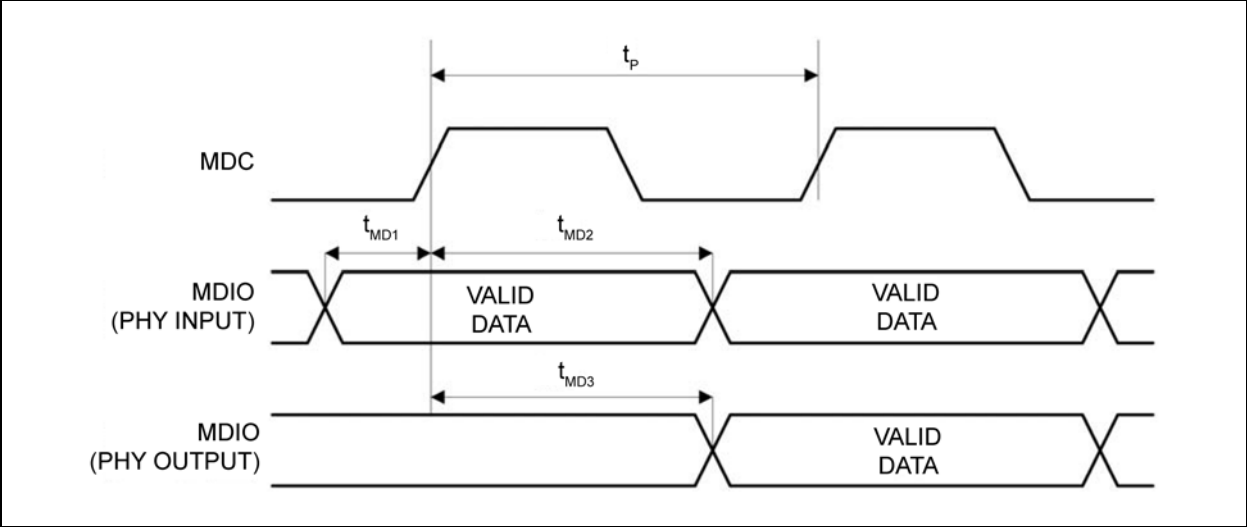 tP
MDC
tMD1
tMD2
MDIO
(PHY INPUT)
VALID
DATA
VALID
DATA
tMD3
MDIO
(PHY OUTPUT)
VALID
DATA